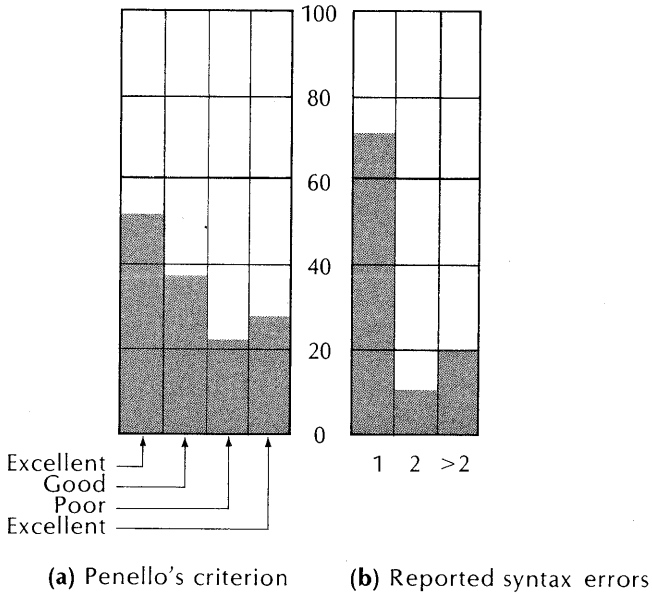 100
80
60
40
20
0
Excellent
Good
Poor
Excellent
1 2 >2
(a) Penello's criterion
(b) Reported syntax errors